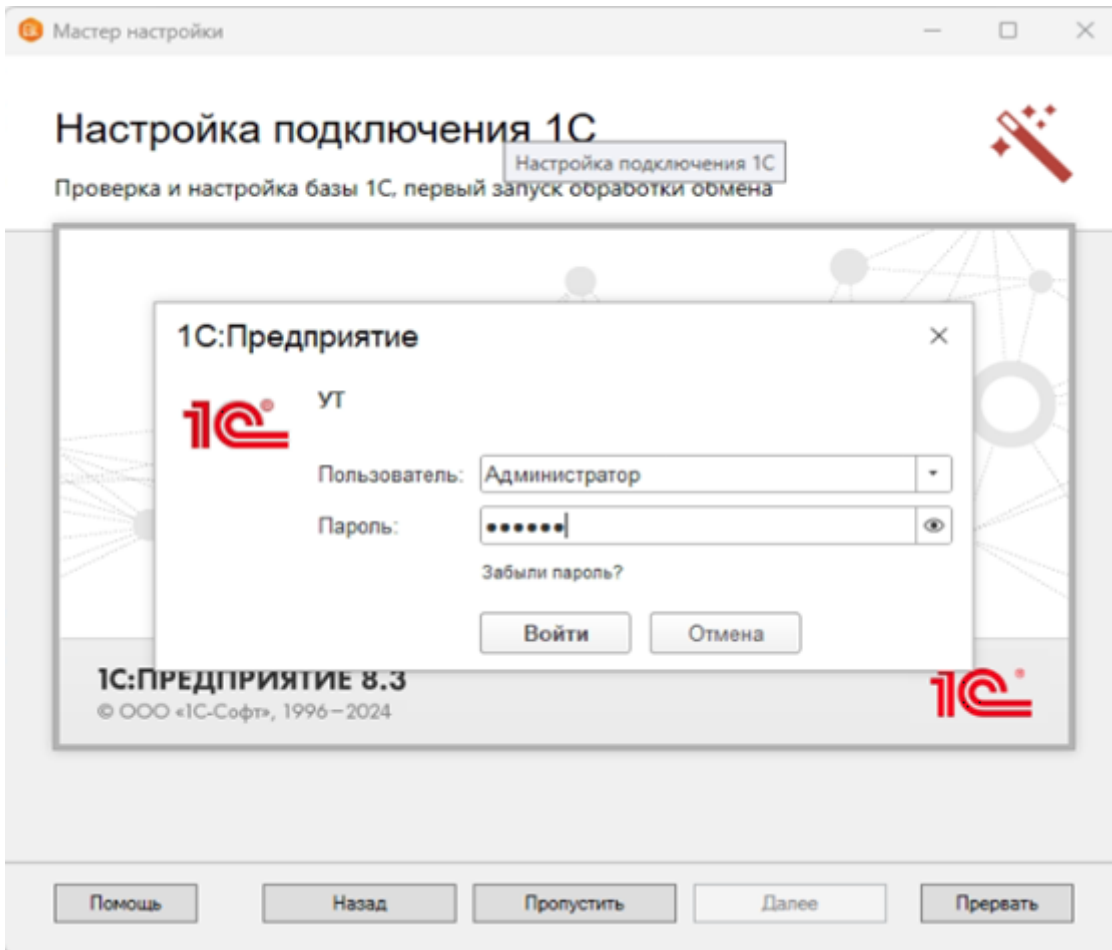 Мастер настройки
Настройка подключения 1С
Настройка подключения 1С
Проверка и настройка базы 1С, первый запуск обработки обмена
1С:Предприятие
1С
УТ
Пользователь: Администратор
Пароль: ••••••
Забыли пароль?
Войти Отмена
1С:ПРЕДПРИЯТИЕ 8.3
© ООО «1С-Софт», 1996–2024
1С
Помощь Назад Пропустить Далее Прервать